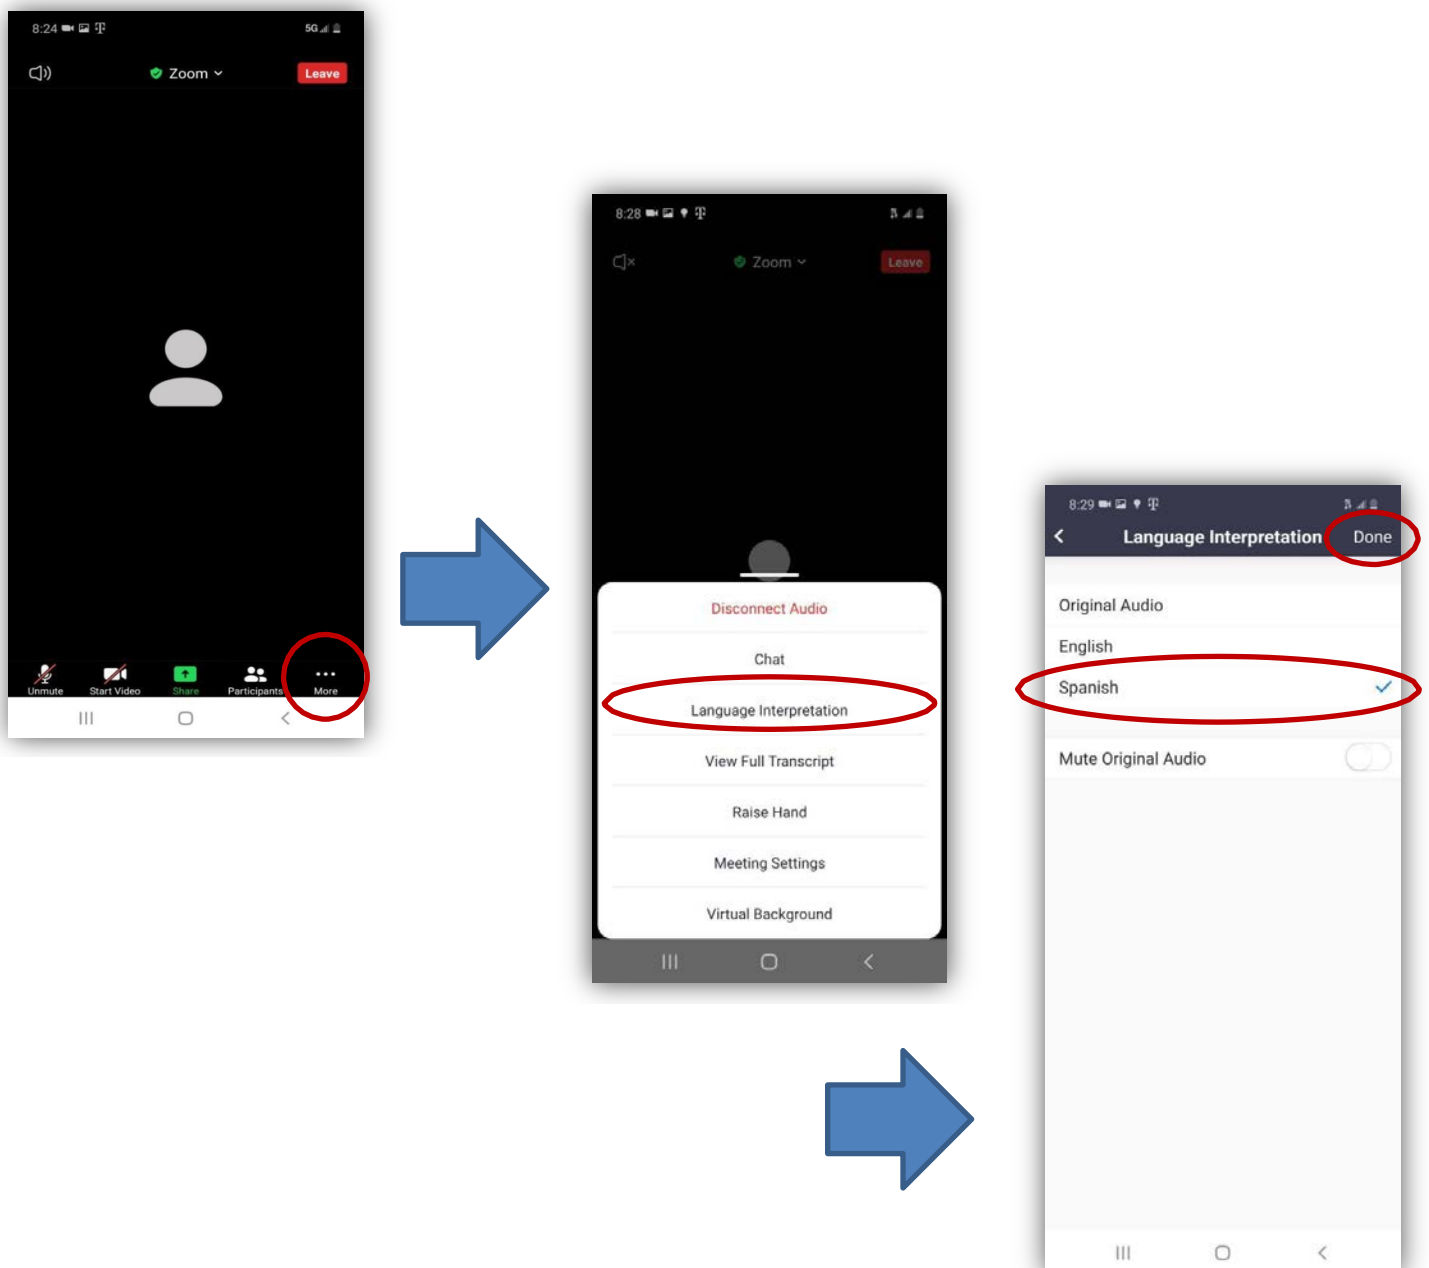 8:24
5G
Zoom
Leave
Unmute
Start Video
Share
Participants
More
8:28
Zoom
Leave
Disconnect Audio
Chat
Language Interpretation
View Full Transcript
Raise Hand
Meeting Settings
Virtual Background
8:29
Language Interpretation
Done
Original Audio
English
Spanish
Mute Original Audio